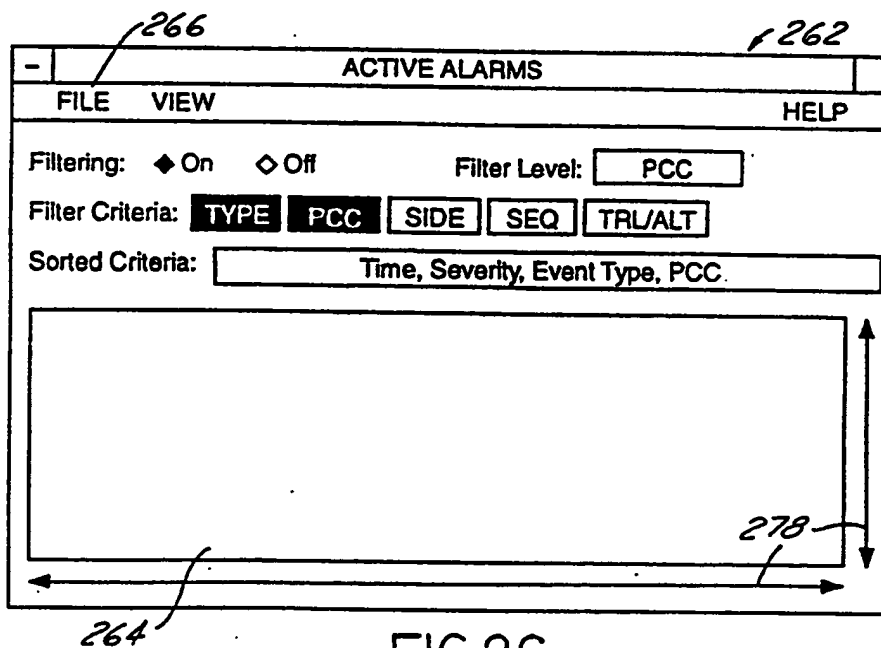 266
262
- ACTIVE ALARMS
FILE VIEW HELP
Filtering: ◆ On ◇ Off Filter Level: PCC
Filter Criteria: TYPE PCC SIDE SEQ TRL/ALT
Sorted Criteria: Time, Severity, Event Type, PCC
278
264